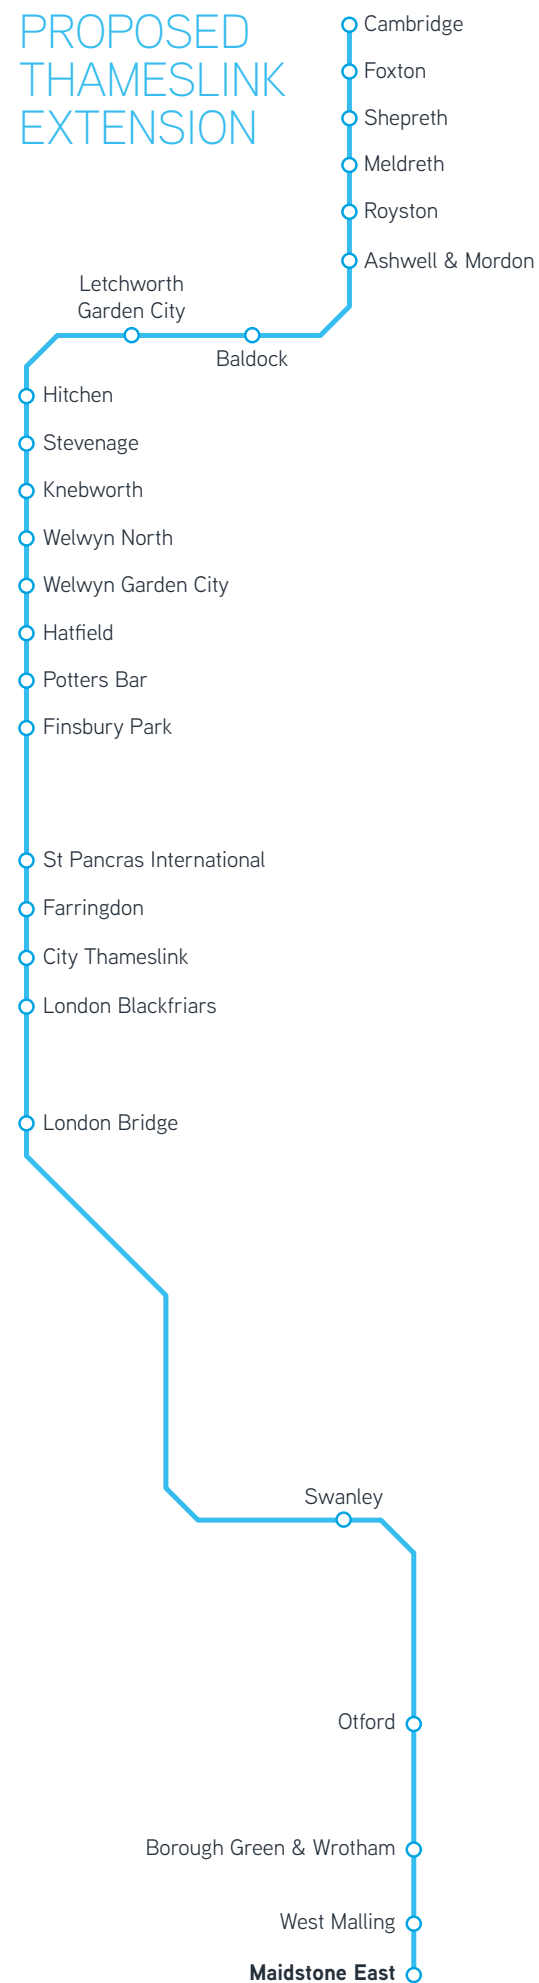 PROPOSED
THAMESLINK
EXTENSION
Cambridge
Foxton
Shepreth
Meldreth
Royston
Ashwell & Mordon
Letchworth
Garden City
Baldock
Hitchen
Stevenage
Knebworth
Welwyn North
Welwyn Garden City
Hatfield
Potters Bar
Finsbury Park
St Pancras International
Farringdon
City Thameslink
London Blackfriars
London Bridge
Swanley
Otford
Borough Green & Wrotham
West Malling
Maidstone East